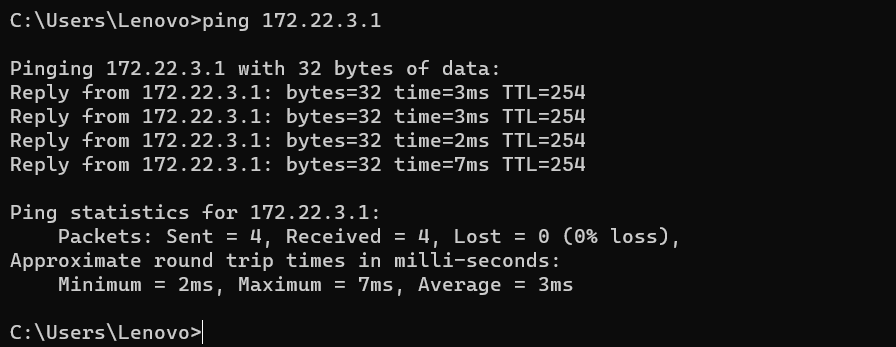 C:\Users\Lenovo>ping 172.22.3.1
Pinging 172.22.3.1 with 32 bytes of data:
Reply from 172.22.3.1: bytes=32 time=3ms TTL=254
Reply from 172.22.3.1: bytes=32 time=3ms TTL=254
Reply from 172.22.3.1: bytes=32 time=2ms TTL=254
Reply from 172.22.3.1: bytes=32 time=7ms TTL=254
Ping statistics for 172.22.3.1:
    Packets: Sent = 4, Received = 4, Lost = 0 (0% loss),
Approximate round trip times in milli-seconds:
    Minimum = 2ms, Maximum = 7ms, Average = 3ms
C:\Users\Lenovo>